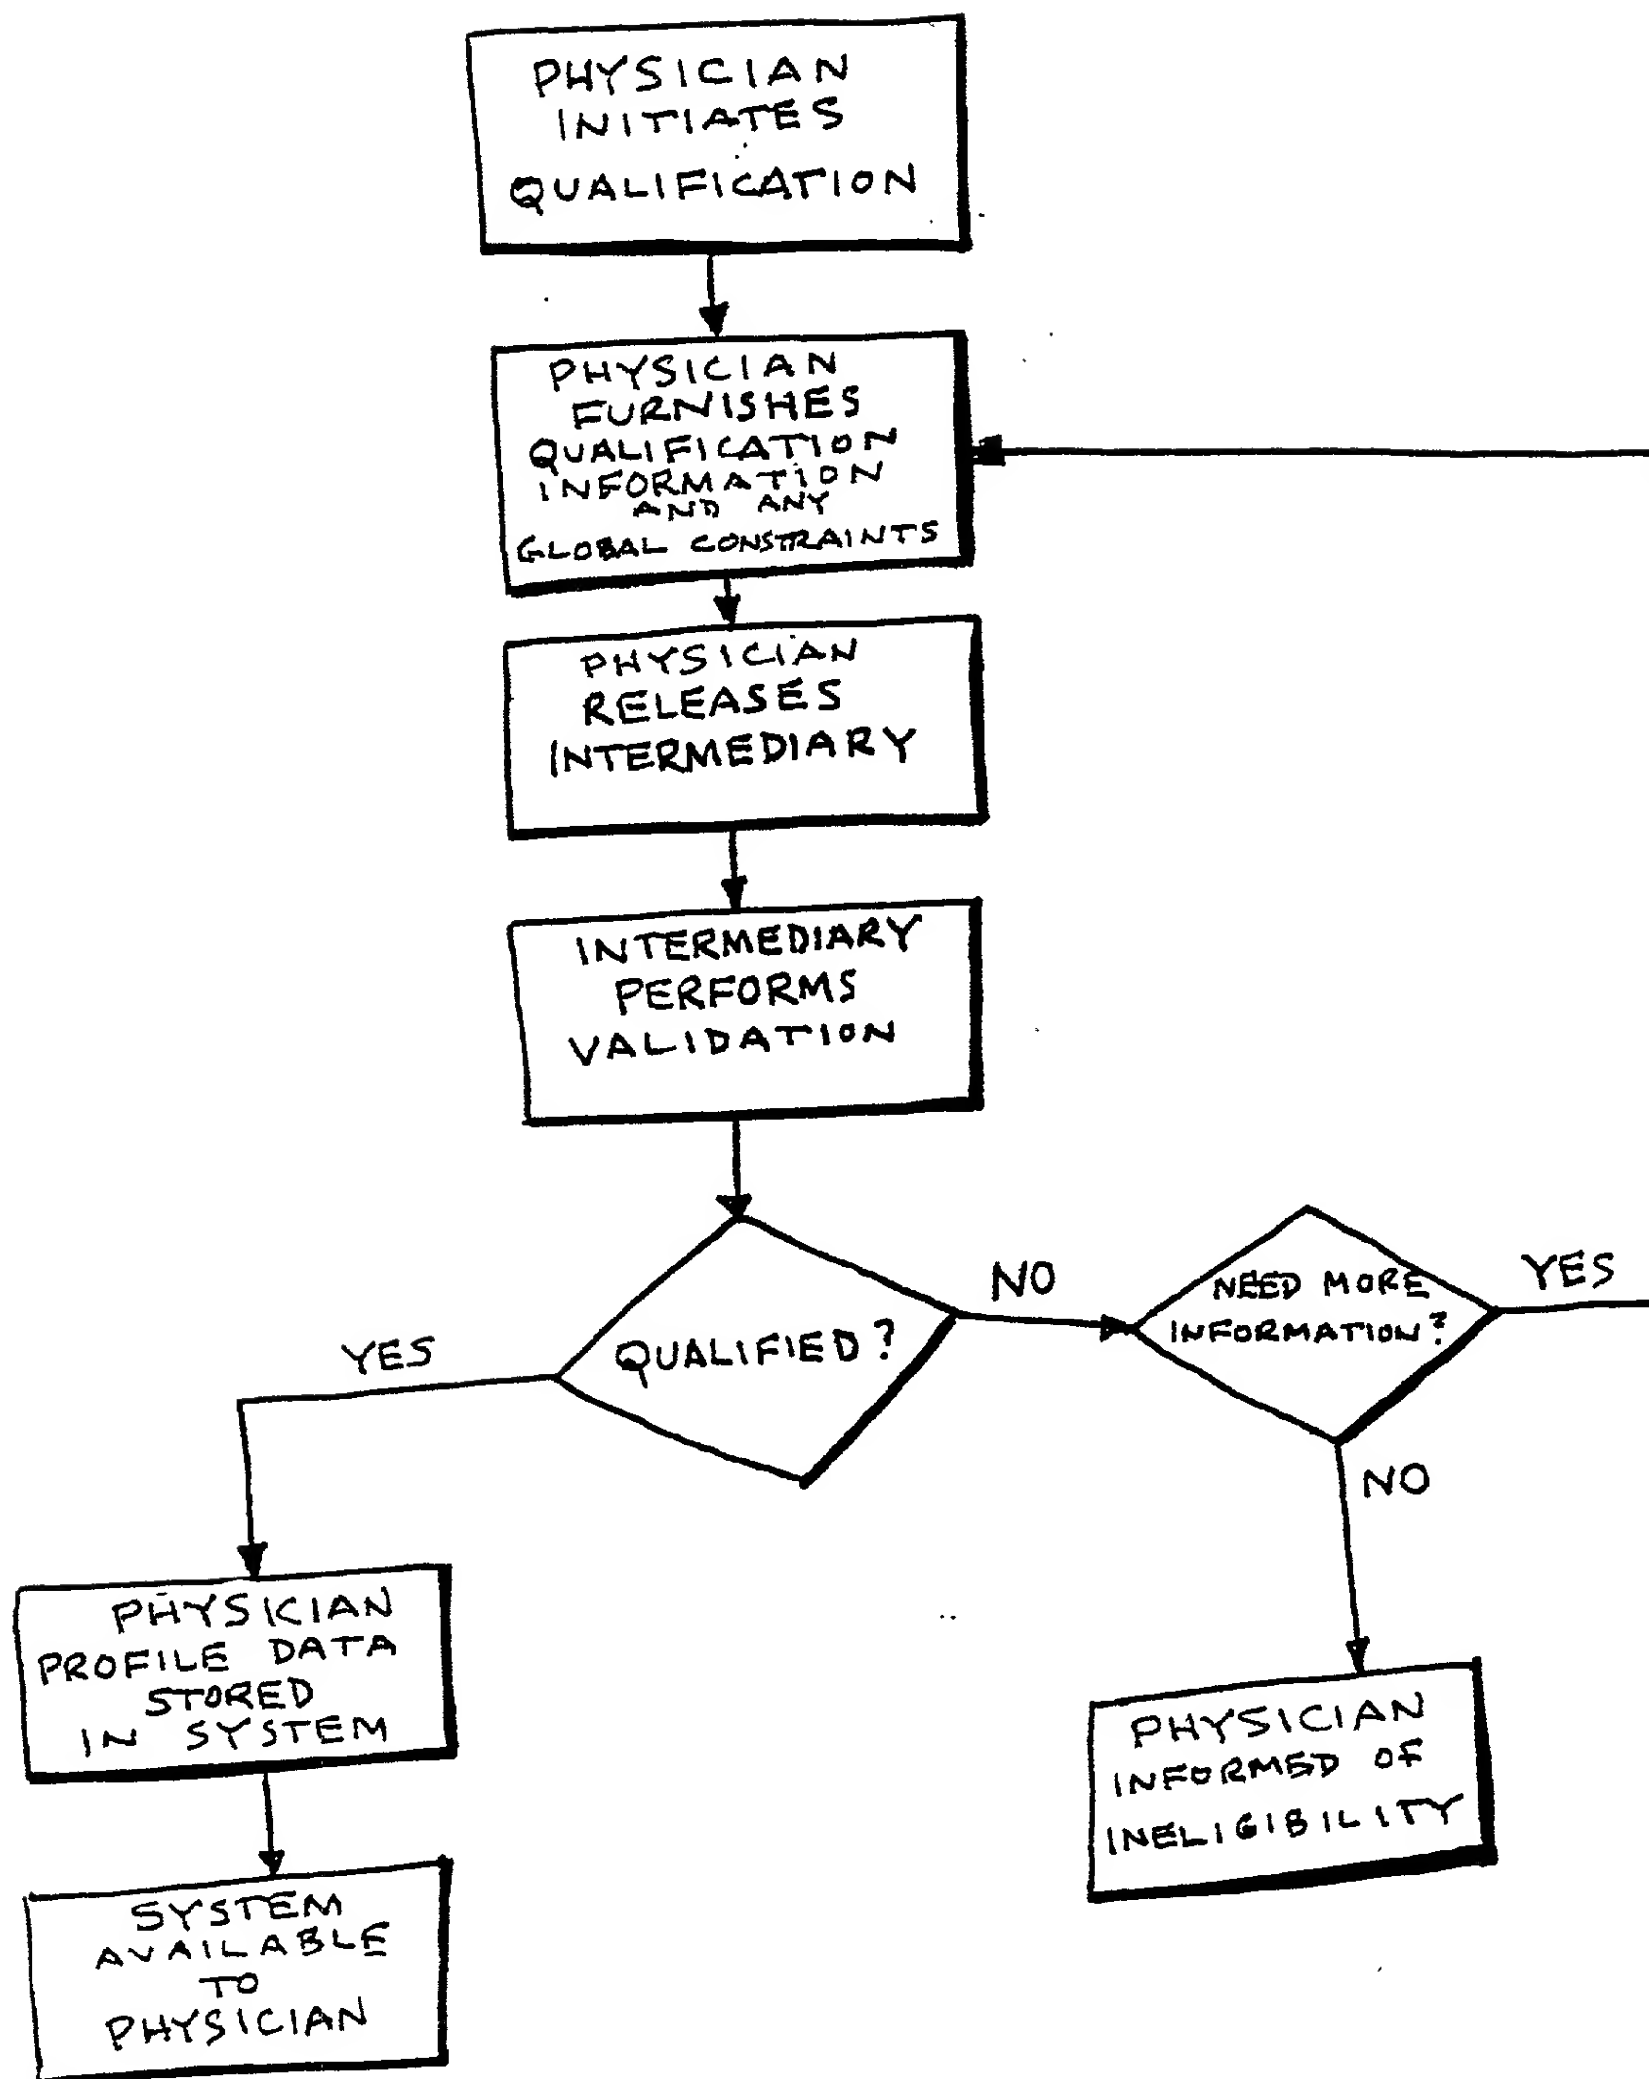 PHYSICIAN
INITIATES
QUALIFICATION
PHYSICIAN
FURNISHES
QUALIFICATION
INFORMATION
AND ANY
GLOBAL CONSTRAINTS
PHYSICIAN
RELEASES
INTERMEDIARY
INTERMEDIARY
PERFORMS
VALIDATION
QUALIFIED?
NO
NEED MORE
INFORMATION?
YES
YES
NO
PHYSICIAN
PROFILE DATA
STORED
IN SYSTEM
PHYSICIAN
INFORMED OF
INELIGIBILITY
SYSTEM
AVAILABLE
TO
PHYSICIAN